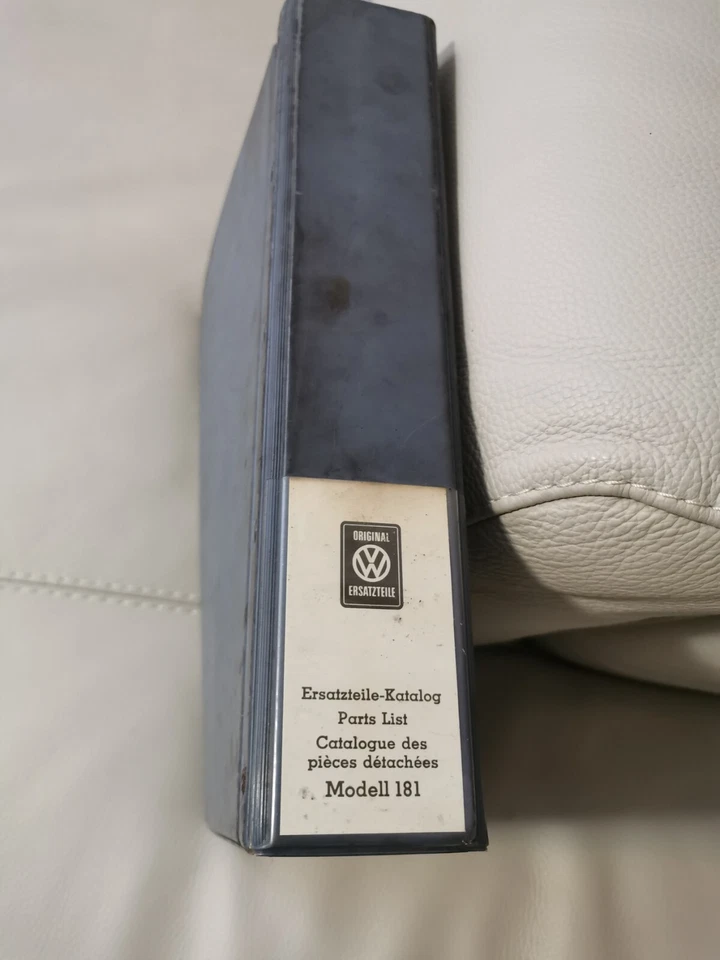 ORIGINAL
VW
ERSATZTEILE
Ersatzteile-Katalog
Parts List
Catalogue des
pièces détachées
Modell 181